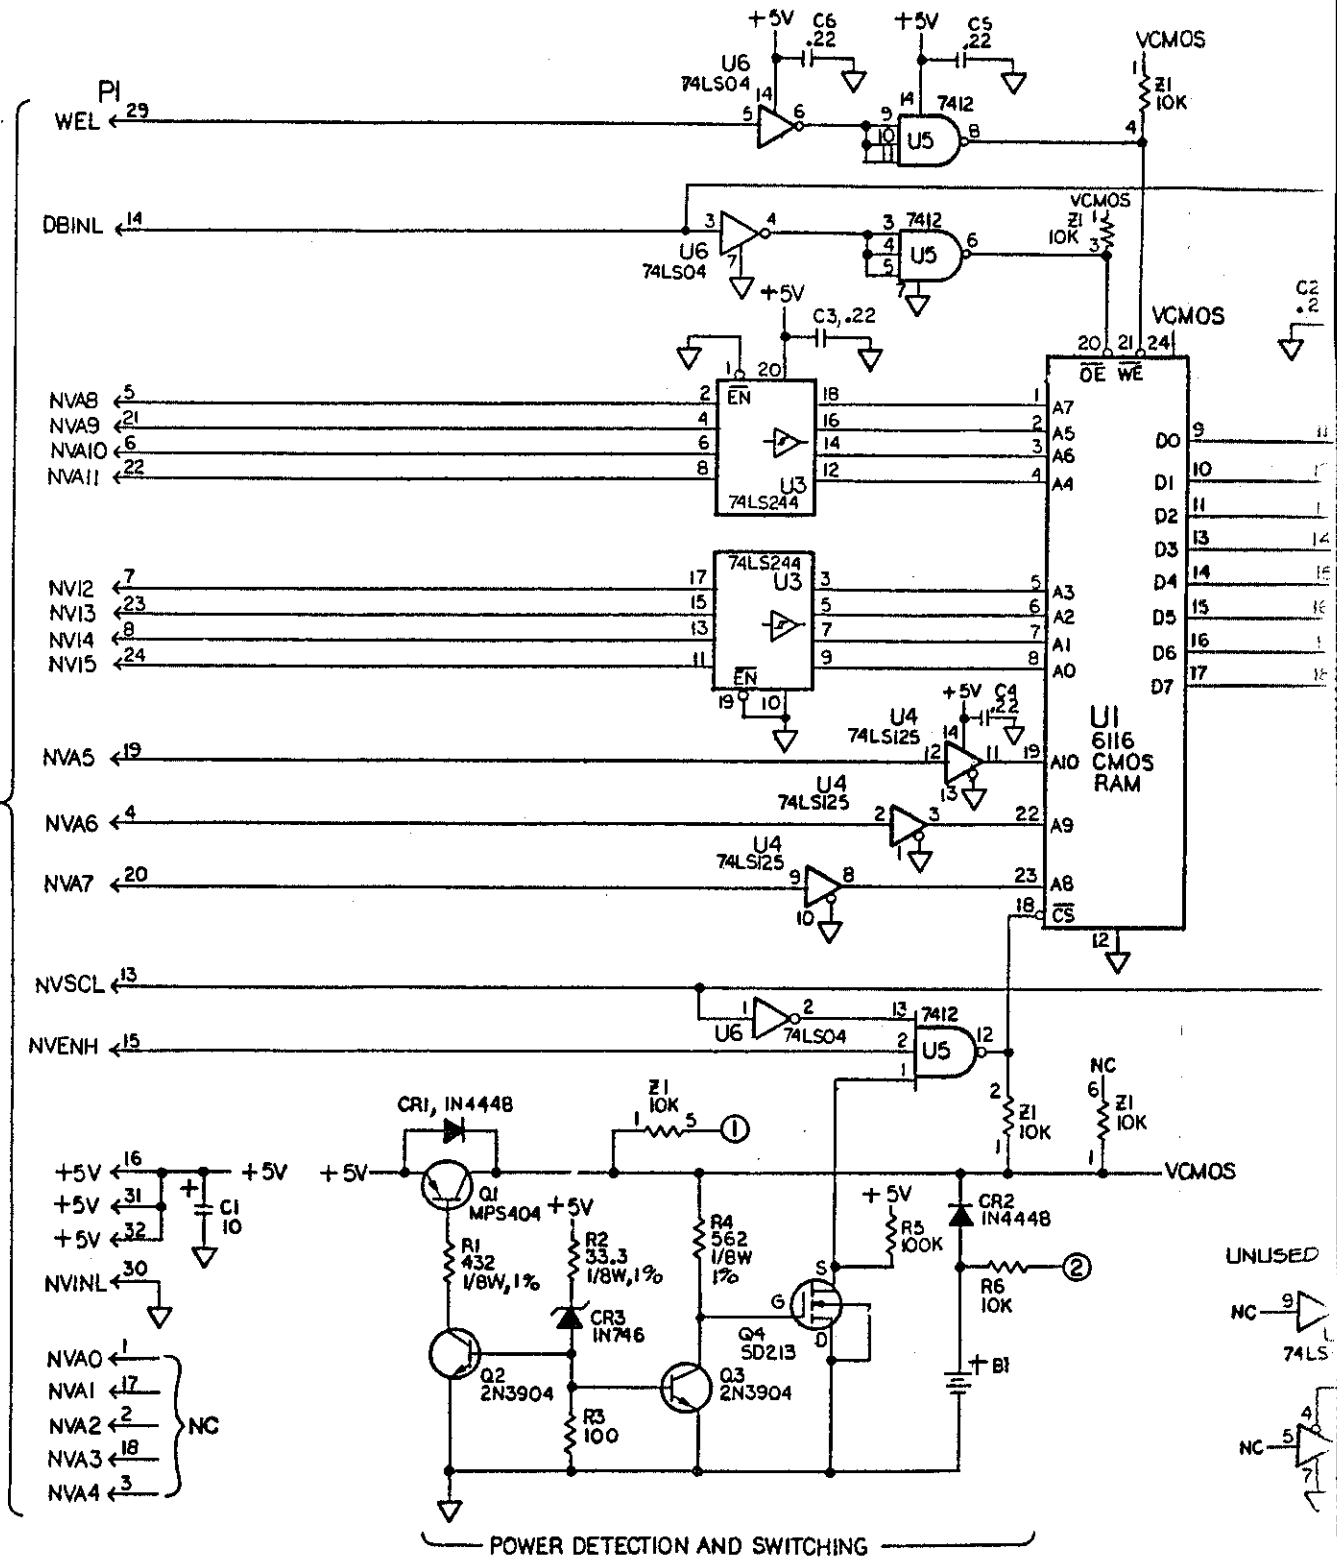 +5V C6 .22
+5V C5 .22
VCMOS
1 Z1 10K 4
P1
WEL 29
U6 74LS04 14 5 6
14 7412 9 10 11 U5 8
DBINL 14
3 4 U6 74LS04 7
7412 3 4 5 U5 6 7
VCMOS
Z1 1 10K 3
+5V
C3, .22
C2
VCMOS
1 20
20 21 24
EN
OE WE
NVA8 5 2 18 1 A7
NVA9 21 4 16 2 A5
NVA10 6 6 14 3 A6
NVA11 22 8 12 4 A4
U3
74LS244
D0 9
D1 10
D2 11
D3 13 14
D4 14
D5 15
D6 16
D7 17 18
74LS244
U3
NV12 7 17 3 5 A3
NV13 23 15 5 6 A2
NV14 8 13 7 7 A1
NV15 24 11 9 8 A0
EN
19 10
+5V C4 .22
U4
74LS125 14
NVA5 19 12 11 19 A10
13
U1
6116
CMOS
RAM
U4
74LS125
NVA6 4 2 3 22 A9
1
U4
74LS125
NVA7 20 9 8 23 A8
10
18 CS
12
NVSCL 13
1 2 U6 74LS04
13 7412 12
NVENH 15 2 U5
1
NC
2 Z1 10K 1
6 Z1 10K 1
CR1, 1N4448
Z1
10K
1 5 1
+5V 16 +5V
+5V 31
+5V 32
+ C1
10
+5V
VCMOS
Q1
MPS404
+5V
R1
432
1/8W, 1%
R2
33.3
1/8W, 1%
R4
562
1/8W
1%
+5V
R5
100K
CR2
1N4448
R6
10K
2
NVINL 30
CR3
1N746
S
G
D
Q4
SD213
UNUSED
NC 9
74LS
Q2
2N3904
Q3
2N3904
+ B1
R3
100
NVA0 1
NVA1 17
NVA2 2
NVA3 18
NVA4 3
NC
4
NC 5
7
POWER DETECTION AND SWITCHING